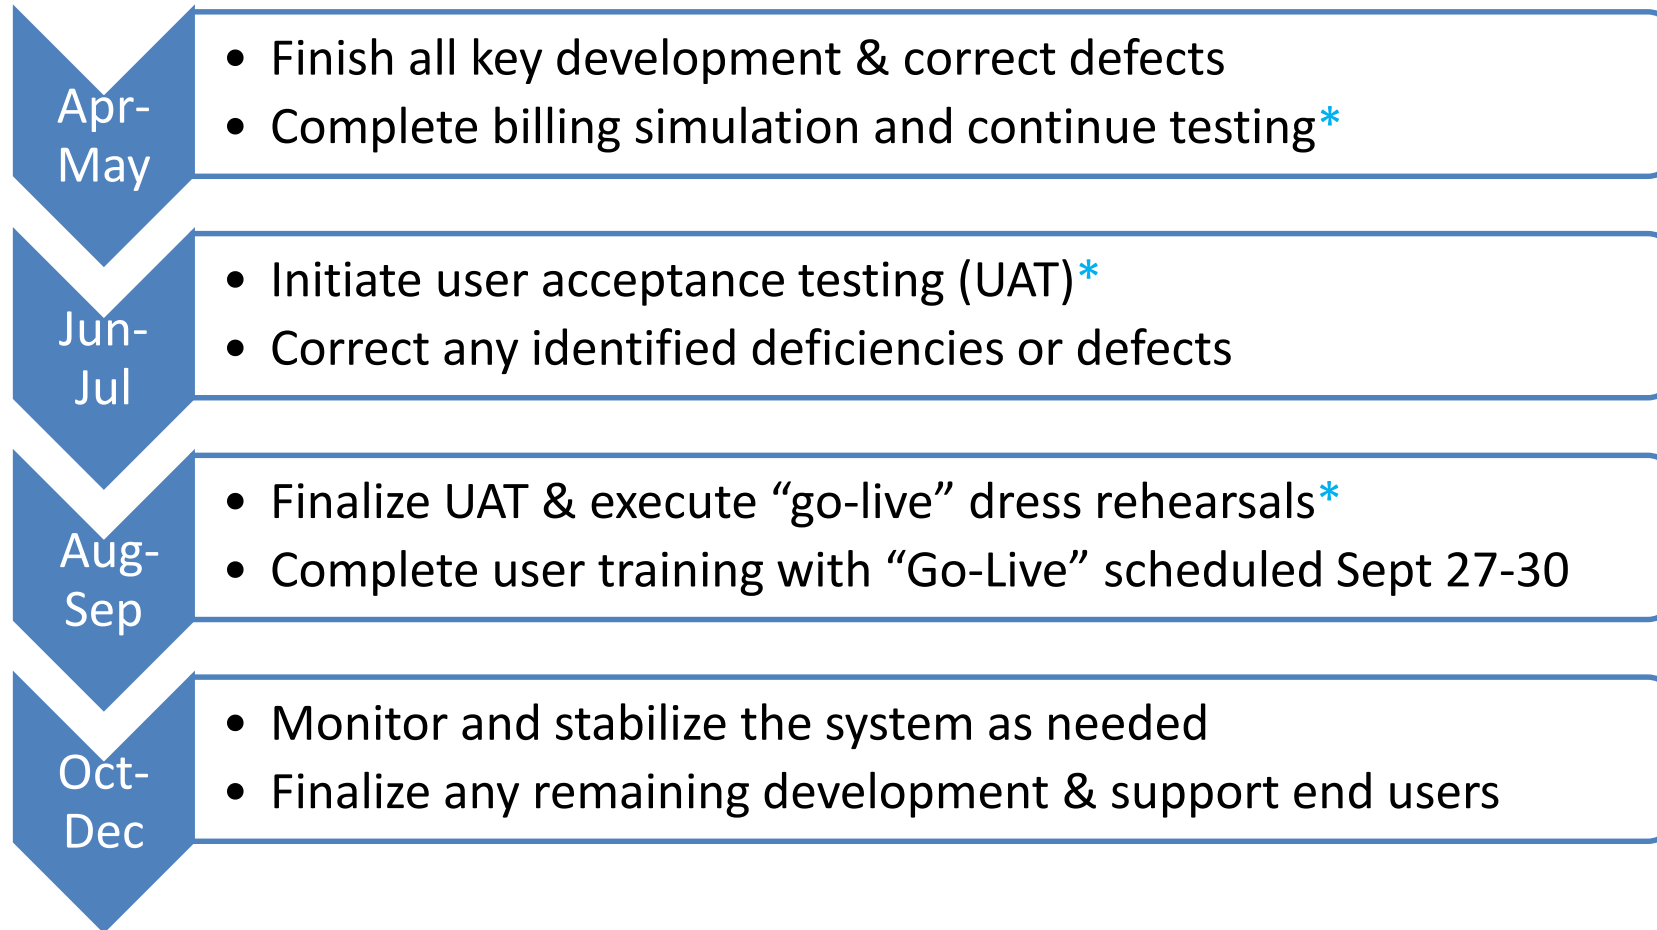 Apr-
May
• Finish all key development & correct defects
• Complete billing simulation and continue testing*
Jun-
Jul
• Initiate user acceptance testing (UAT)*
• Correct any identified deficiencies or defects
Aug-
Sep
• Finalize UAT & execute “go-live” dress rehearsals*
• Complete user training with “Go-Live” scheduled Sept 27-30
Oct-
Dec
• Monitor and stabilize the system as needed
• Finalize any remaining development & support end users